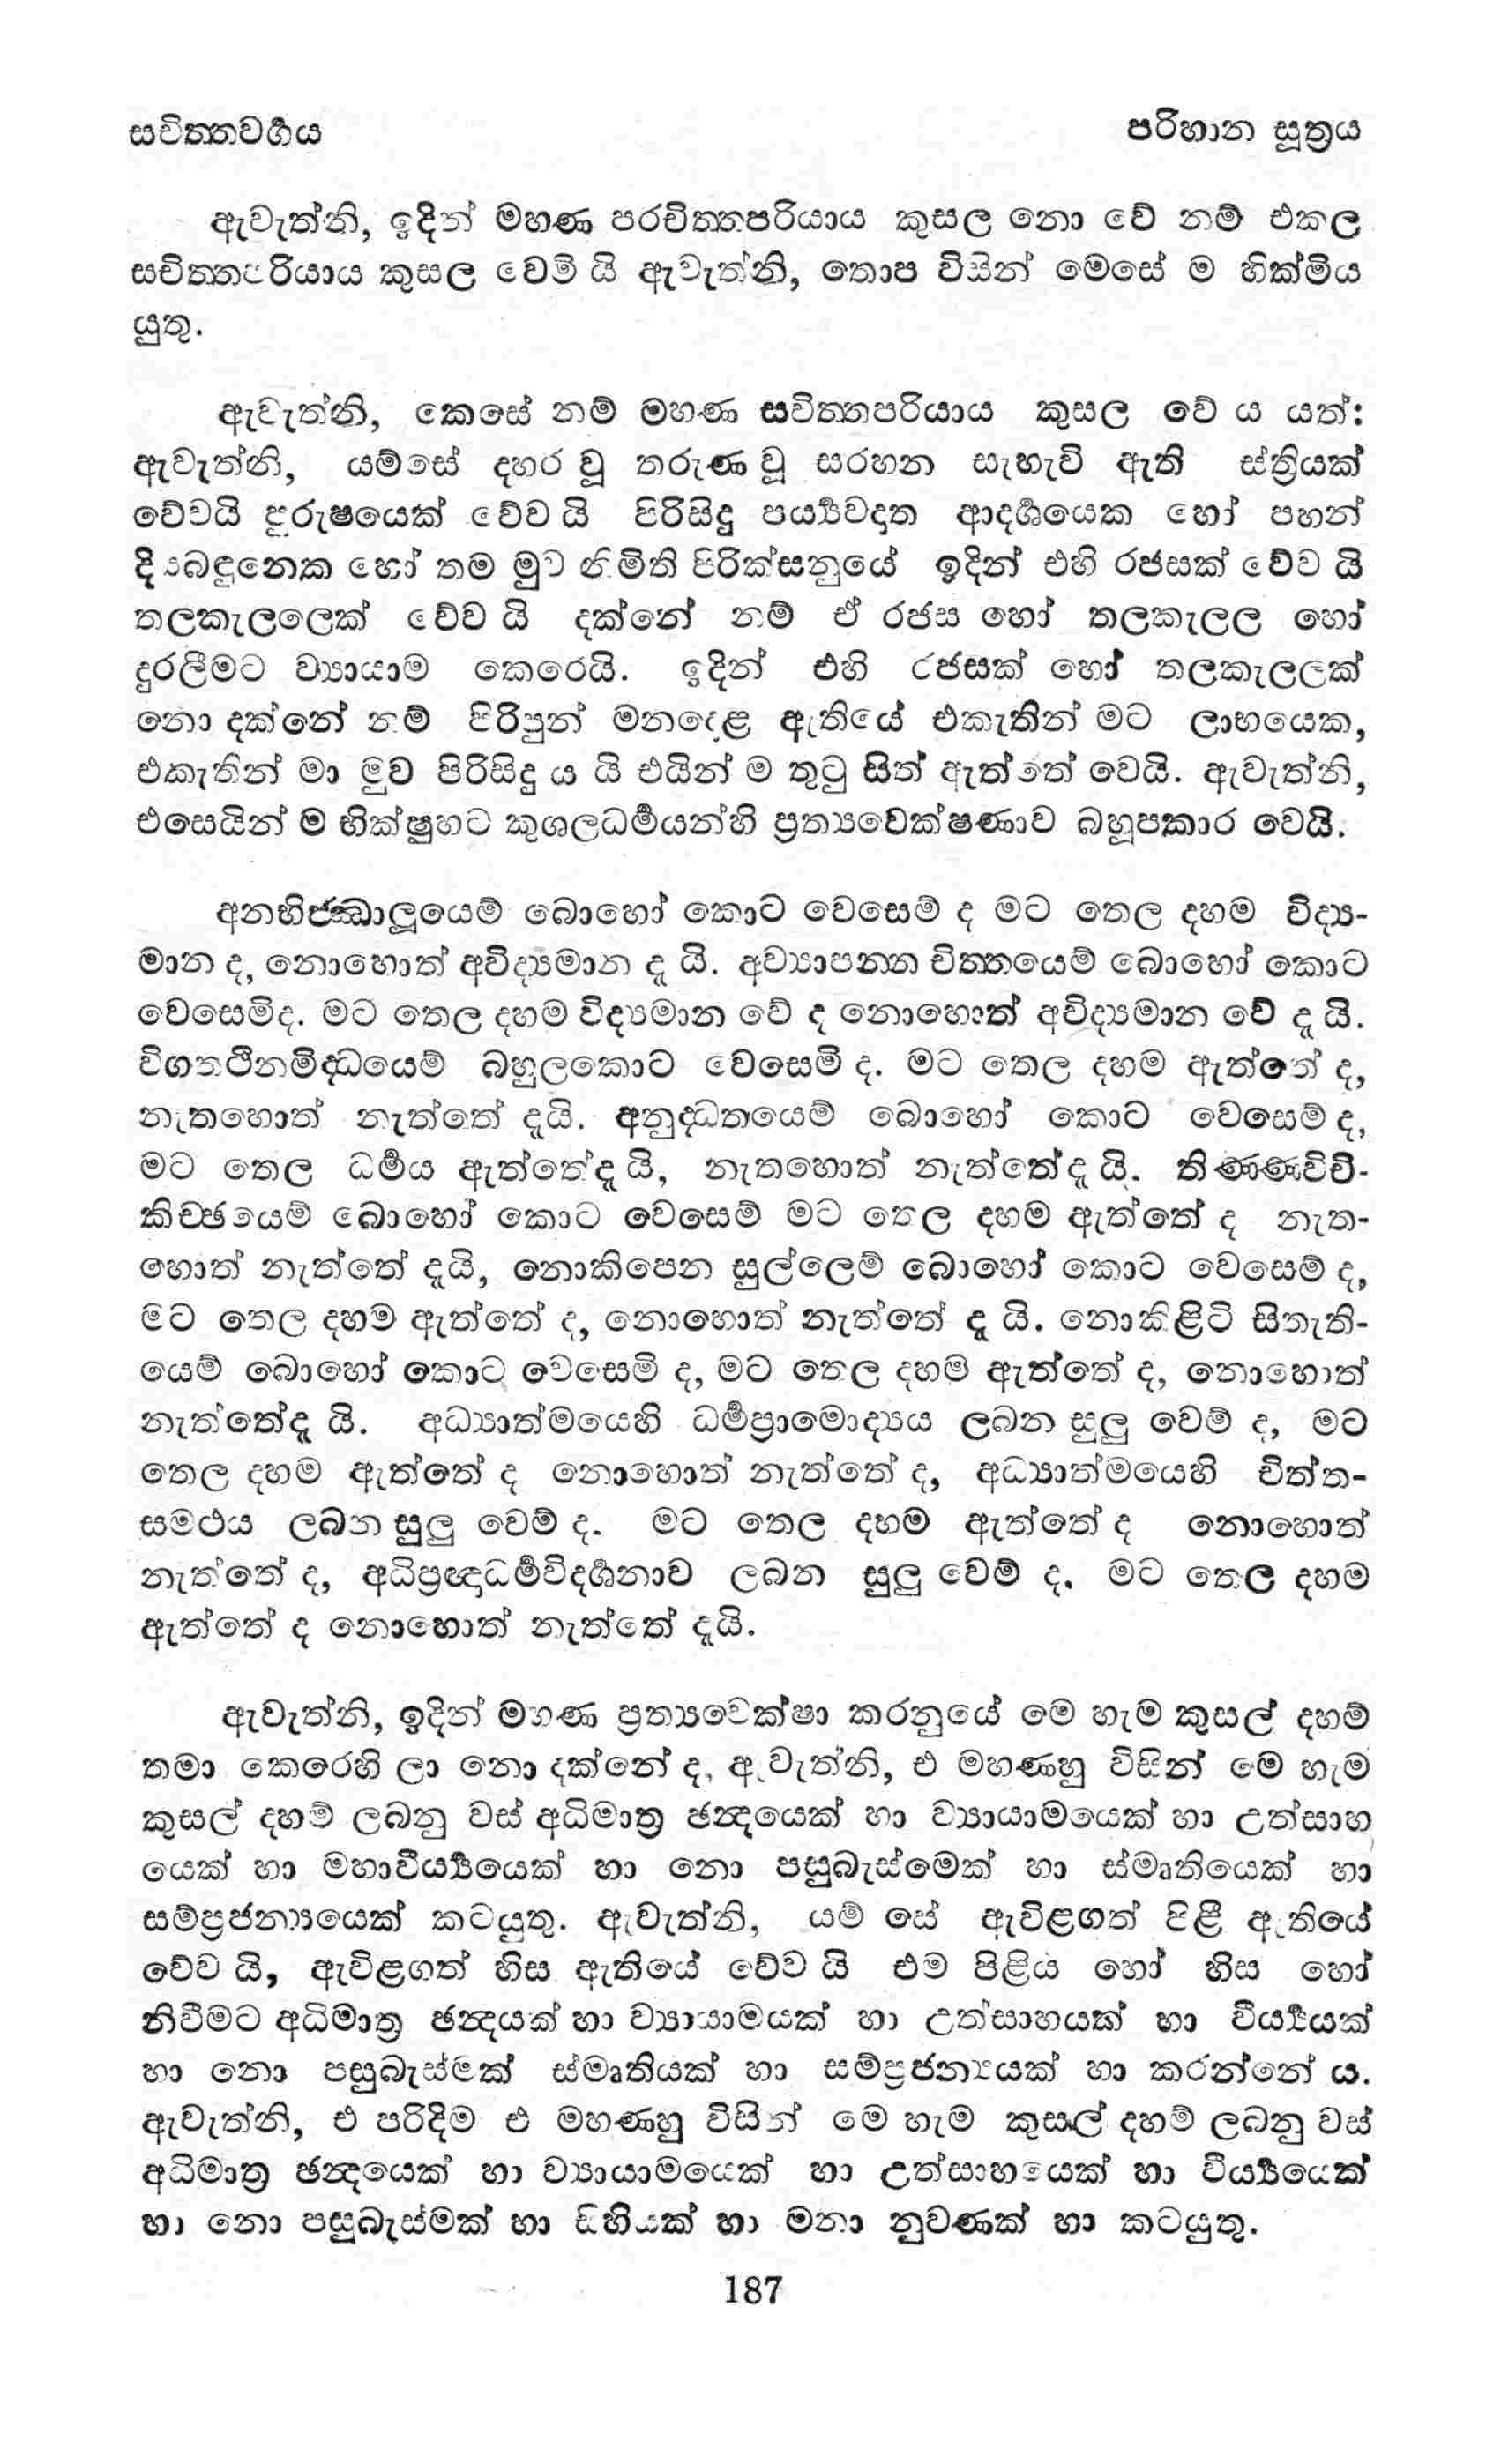 සචිත්තවර්‍ගය පරිහාන සූත්‍රය
ඇවැත්නි, ඉදින් මහණ පරචිත්තපරියාය කුසල නො වේ නම් එකල
සචිත්තපරියාය කුසල වෙමි යි ඇවැත්නි, තොප විසින් මෙසේ ම හික්මිය
යුතු.
ඇවැත්නි, කෙසේ නම් මහණ සචිත්තපරියාය කුසල වේ ය යත්:
ඇවැත්නි, යම්සේ දහර වූ තරුණ වූ සරහන සැහැවි ඇති ස්ත්‍රියක්
වේවයි පුරුෂයෙක් වේව යි පිරිසිදු පර්‍ය්‍යවදාත ආදර්‍ශයෙක හෝ පහන්
දියබඳුනෙක හෝ තම මුව නිමිති පිරික්සනුයේ ඉදින් එහි රජසක් වේව යි
තලකැලලෙක් වේව යි දක්නේ නම් ඒ රජස හෝ තලකැලල හෝ
දුරලීමට ව්‍යායාම කෙරෙයි. ඉදින් එහි රජසක් හෝ තලකැලලක්
නො දක්නේ නම් පිරිපුන් මනදොළ ඇතියේ එකැතින් මට ලාභයෙක,
එකැතින් මා මුව පිරිසිදු ය යි එයින් ම තුටු සිත් ඇත්තේ වෙයි. ඇවැත්නි,
එසෙයින් ම භික්ෂුහට කුශලධර්‍මයන්හි ප්‍රත්‍යවෙක්ෂණාව බහූපකාර වෙයි.
අනභිජ්ඣාලූයෙම් බොහෝ කොට වෙසෙම් ද මට තෙල දහම විද්‍ය-
මාන ද, නොහොත් අවිද්‍යමාන දැ යි. අව්‍යාපන්න චිත්තයෙම් බොහෝ කොට
වෙසෙමිද. මට තෙල දහම විද්‍යමාන වේ ද නොහොත් අවිද්‍යමාන වේ දැ යි.
විගතථිනමිද්ධයෙම් බහුලකොට වෙසෙමි ද. මට තෙල දහම ඇත්තේ ද,
නැතහොත් නැත්තේ දැයි. අනුද්ධතයෙම් බොහෝ කොට වෙසෙම් ද,
මට තෙල ධර්‍මය ඇත්තේදැ යි, නැතහොත් නැත්තේදැ යි. තිණ්ණවිචි-
කිච්ඡයෙම් බොහෝ කොට වෙසෙම් මට තෙල දහම ඇත්තේ ද නැත-
හොත් නැත්තේ දැයි, නොකිපෙන සුල්ලෙම් බොහෝ කොට වෙසෙම් ද,
මට තෙල දහම ඇත්තේ ද, නොහොත් නැත්තේ දැ යි. නොකිළිටි සිතැති-
යෙම් බොහෝ කොට වෙසෙමි ද, මට තෙල දහම ඇත්තේ ද, නොහොත්
නැත්තේදැ යි. අධ්‍යාත්මයෙහි ධර්‍මප්‍රාමොද්‍යය ලබන සුලු වෙම් ද, මට
තෙල දහම ඇත්තේ ද නොහොත් නැත්තේ ද, අධ්‍යාත්මයෙහි චිත්ත-
සමථය ලබන සුලු වෙම් ද. මට තෙල දහම ඇත්තේ ද නොහොත්
නැත්තේ ද, අධිප්‍රඥාධර්‍මවිදර්‍ශනාව ලබන සුලු වෙම් ද. මට තෙල දහම
ඇත්තේ ද නොහොත් නැත්තේ දැයි.
ඇවැත්නි, ඉදින් මහණ ප්‍රත්‍යවෙක්ෂා කරනුයේ මෙ හැම කුසල් දහම්
තමා කෙරෙහි ලා නො දක්නේ ද, ඇවැත්නි, එ මහණහු විසින් මෙ හැම
කුසල් දහම් ලබනු වස් අධිමාත්‍ර ඡන්‍දයෙක් හා ව්‍යායාමයෙක් හා උත්සාහ
යෙක් හා මහාවීර්‍ය්‍යයෙක් හා නො පසුබැස්මෙක් හා ස්මෘතියෙක් හා
සම්ප්‍රජන්‍යයෙක් කටයුතු. ඇවැත්නි, යම් සේ ඇවිළගත් පිළී ඇතියේ
වේව යි, ඇවිළගත් හිස ඇතියේ වේව යි එම පිළිය හෝ හිස හෝ
නිවීමට අධිමාත්‍ර ඡන්‍දයක් හා ව්‍යායාමයක් හා උත්සාහයක් හා වීර්‍ය්‍යයක්
හා නො පසුබැස්මක් ස්මෘතියක් හා සම්ප්‍රජන්‍යයක් හා කරන්නේ ය.
ඇවැත්නි, එ පරිදිම එ මහණහු විසින් මෙ හැම කුසල් දහම් ලබනු වස්
අධිමාත්‍ර ඡන්‍දයෙක් හා ව්‍යායාමයෙක් හා උත්සාහයෙක් හා වීර්‍ය්‍යයෙක්
හා නො පසුබැස්මක් හා සිහියක් හා මනා නුවණක් හා කටයුතු.
187